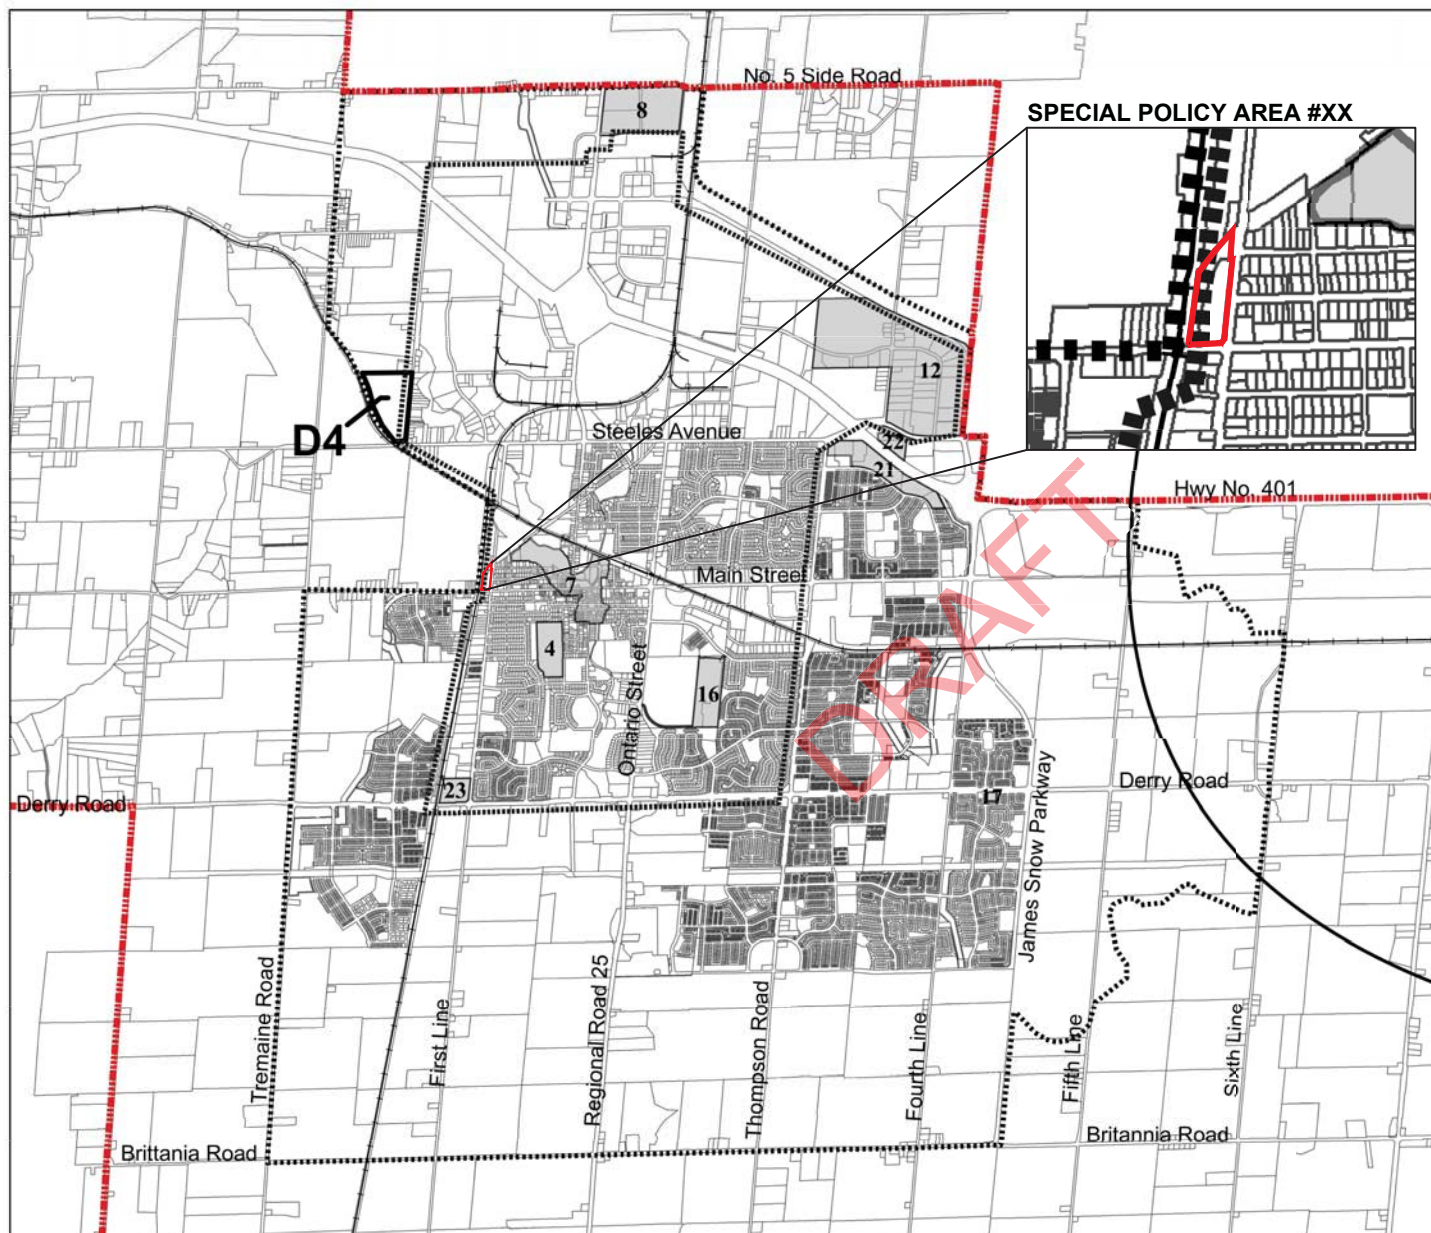 No. 5 Side Road
SPECIAL POLICY AREA #XX
8
12
D4
Steeles Avenue
22
21
Hwy No. 401
7
Main Street
4
Ontario Street
16
DRAFT
23
Derry Road
Derry Road
17
James Snow Parkway
Tremaine Road
First Line
Regional Road 25
Thompson Road
Fourth Line
Fifth Line
Sixth Line
Brittania Road
Britannia Road